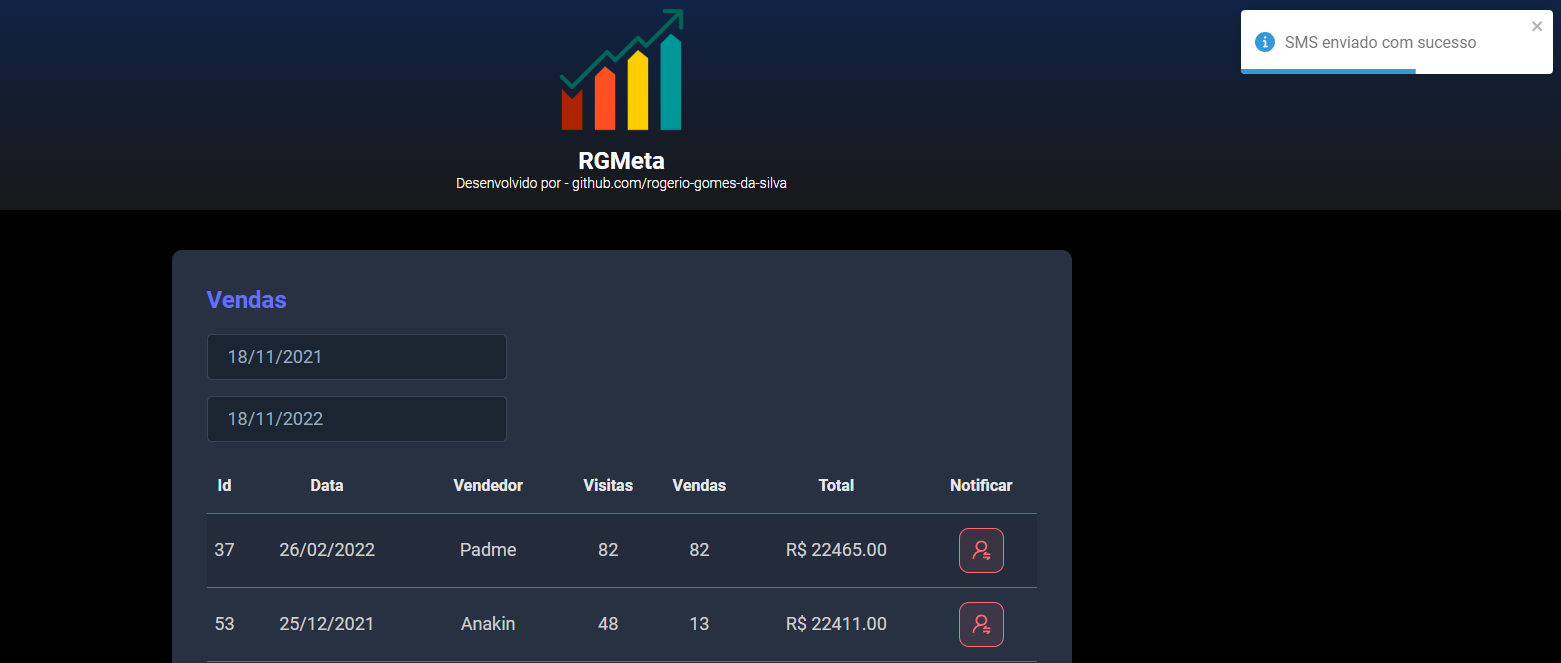 SMS enviado com sucesso
RGMeta
Desenvolvido por - github.com/rogerio-gomes-da-silva
Vendas
18/11/2021
18/11/2022
Id Data Vendedor Visitas Vendas Total Notificar
37 26/02/2022 Padme 82 82 R$ 22465.00
53 25/12/2021 Anakin 48 13 R$ 22411.00